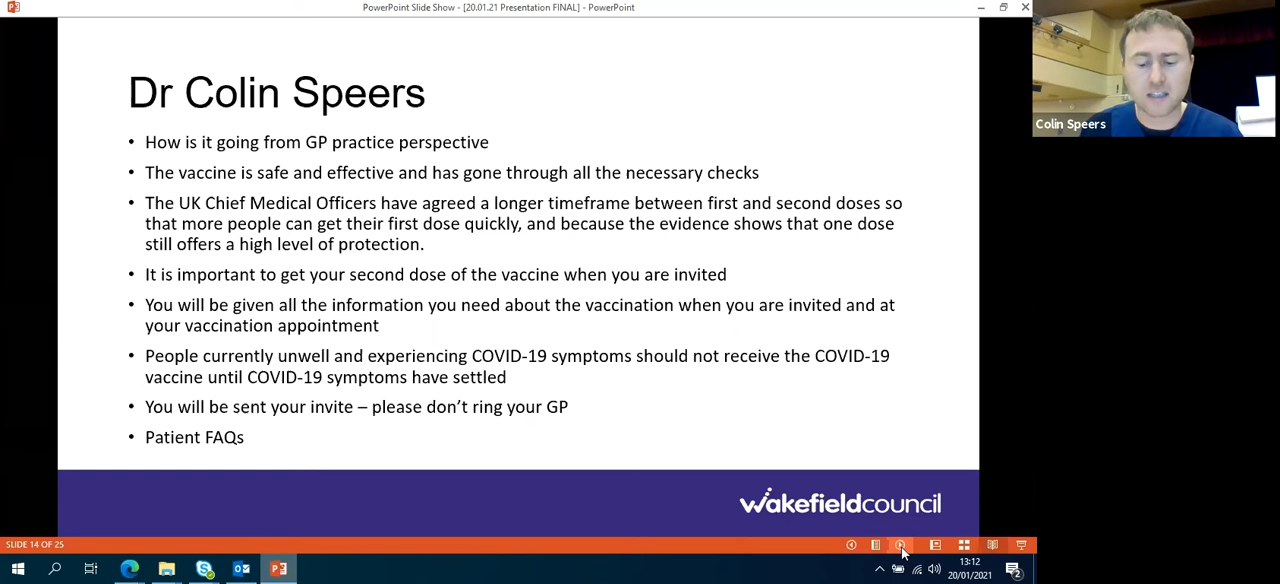 PowerPoint Slide Show - [20.01.21 Presentation FINAL] - PowerPoint
Dr Colin Speers
• How is it going from GP practice perspective
• The vaccine is safe and effective and has gone through all the necessary checks
• The UK Chief Medical Officers have agreed a longer timeframe between first and second doses so
that more people can get their first dose quickly, and because the evidence shows that one dose
still offers a high level of protection.
• It is important to get your second dose of the vaccine when you are invited
• You will be given all the information you need about the vaccination when you are invited and at
your vaccination appointment
• People currently unwell and experiencing COVID-19 symptoms should not receive the COVID-19
vaccine until COVID-19 symptoms have settled
• You will be sent your invite – please don’t ring your GP
• Patient FAQs
wakefieldcouncil
Colin Speers
SLIDE 14 OF 25
13:12
20/01/2021
2